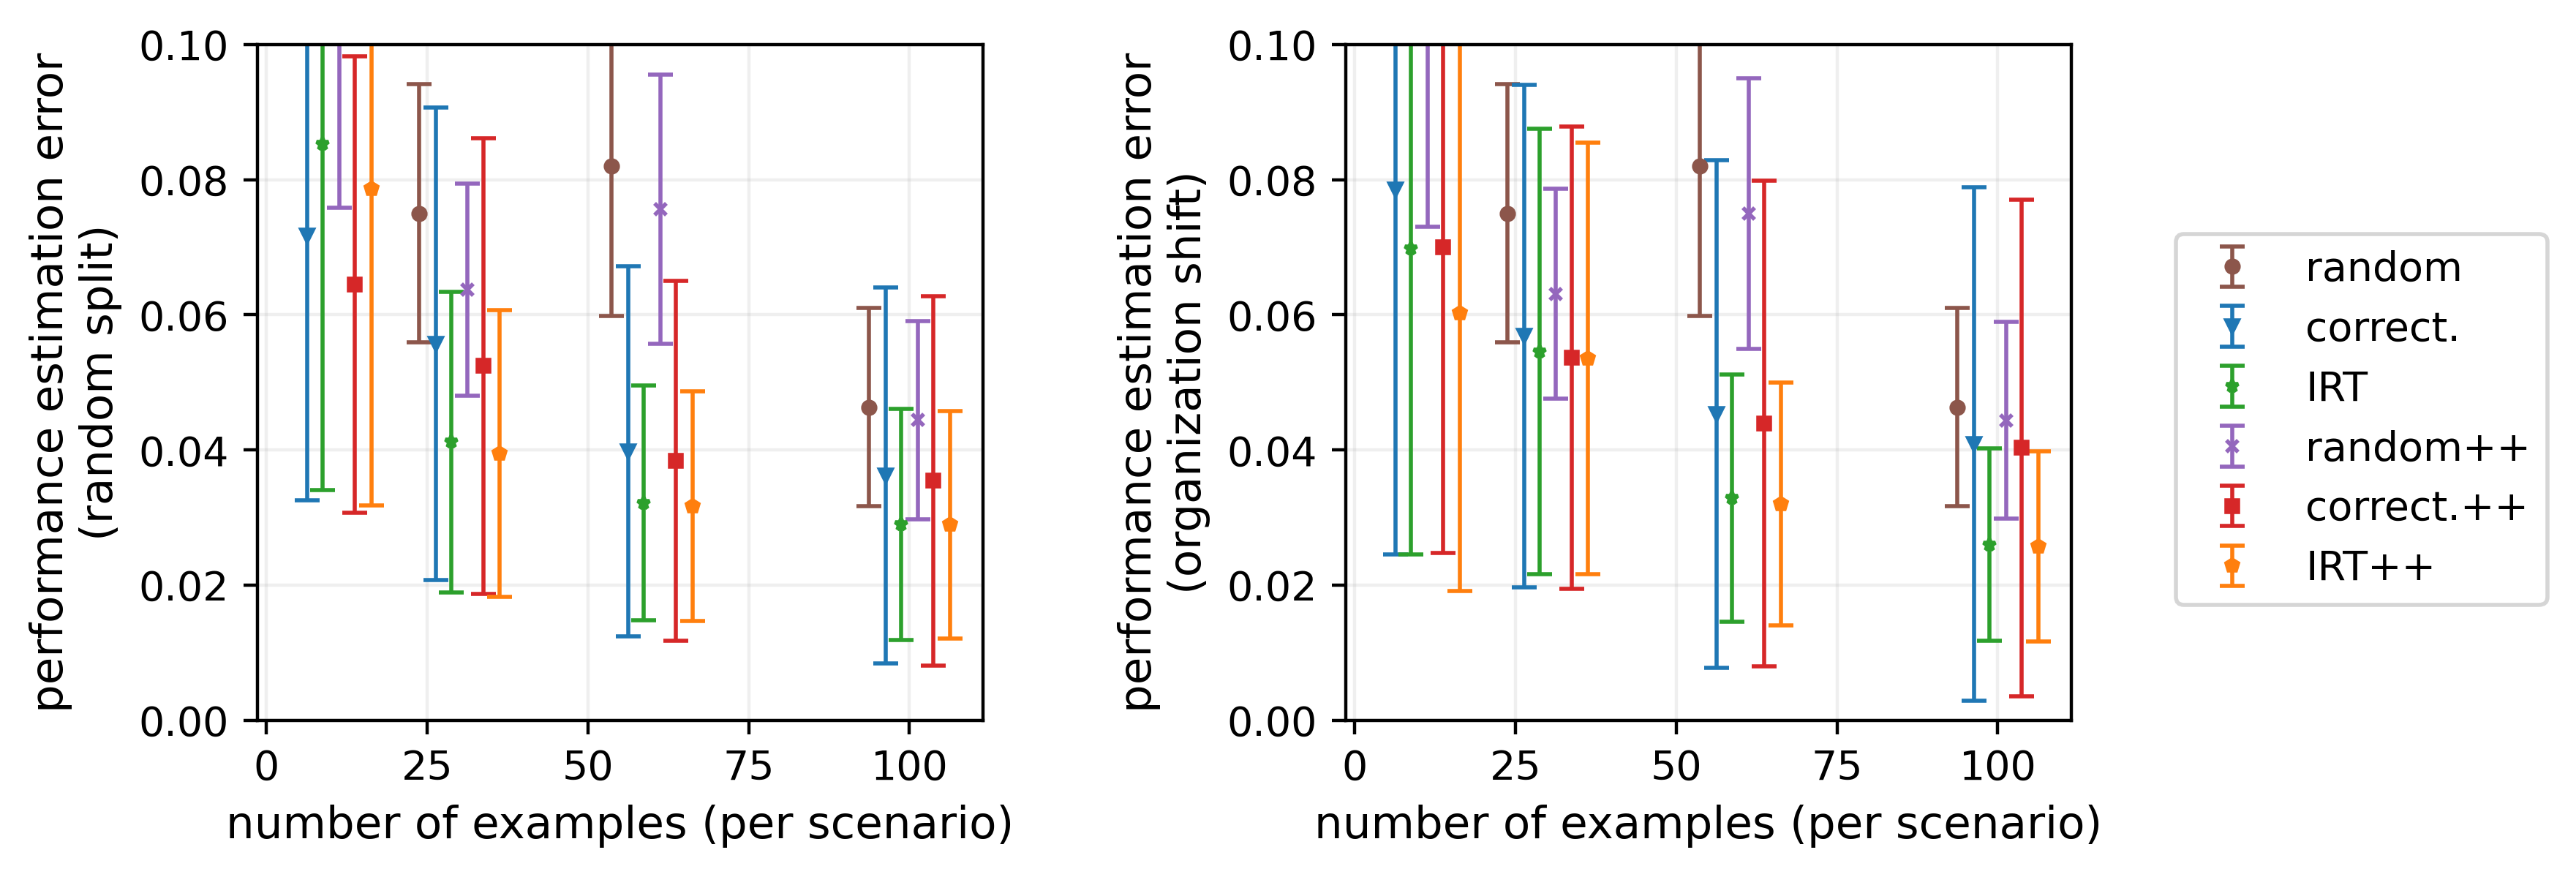 performance estimation error
(random split)
0.10
0.08
0.06
0.04
0.02
0.00
0 25 50 75 100
number of examples (per scenario)
performance estimation error
(organization shift)
0.10
0.08
0.06
0.04
0.02
0.00
0 25 50 75 100
number of examples (per scenario)
random
correct.
IRT
random++
correct.++
IRT++